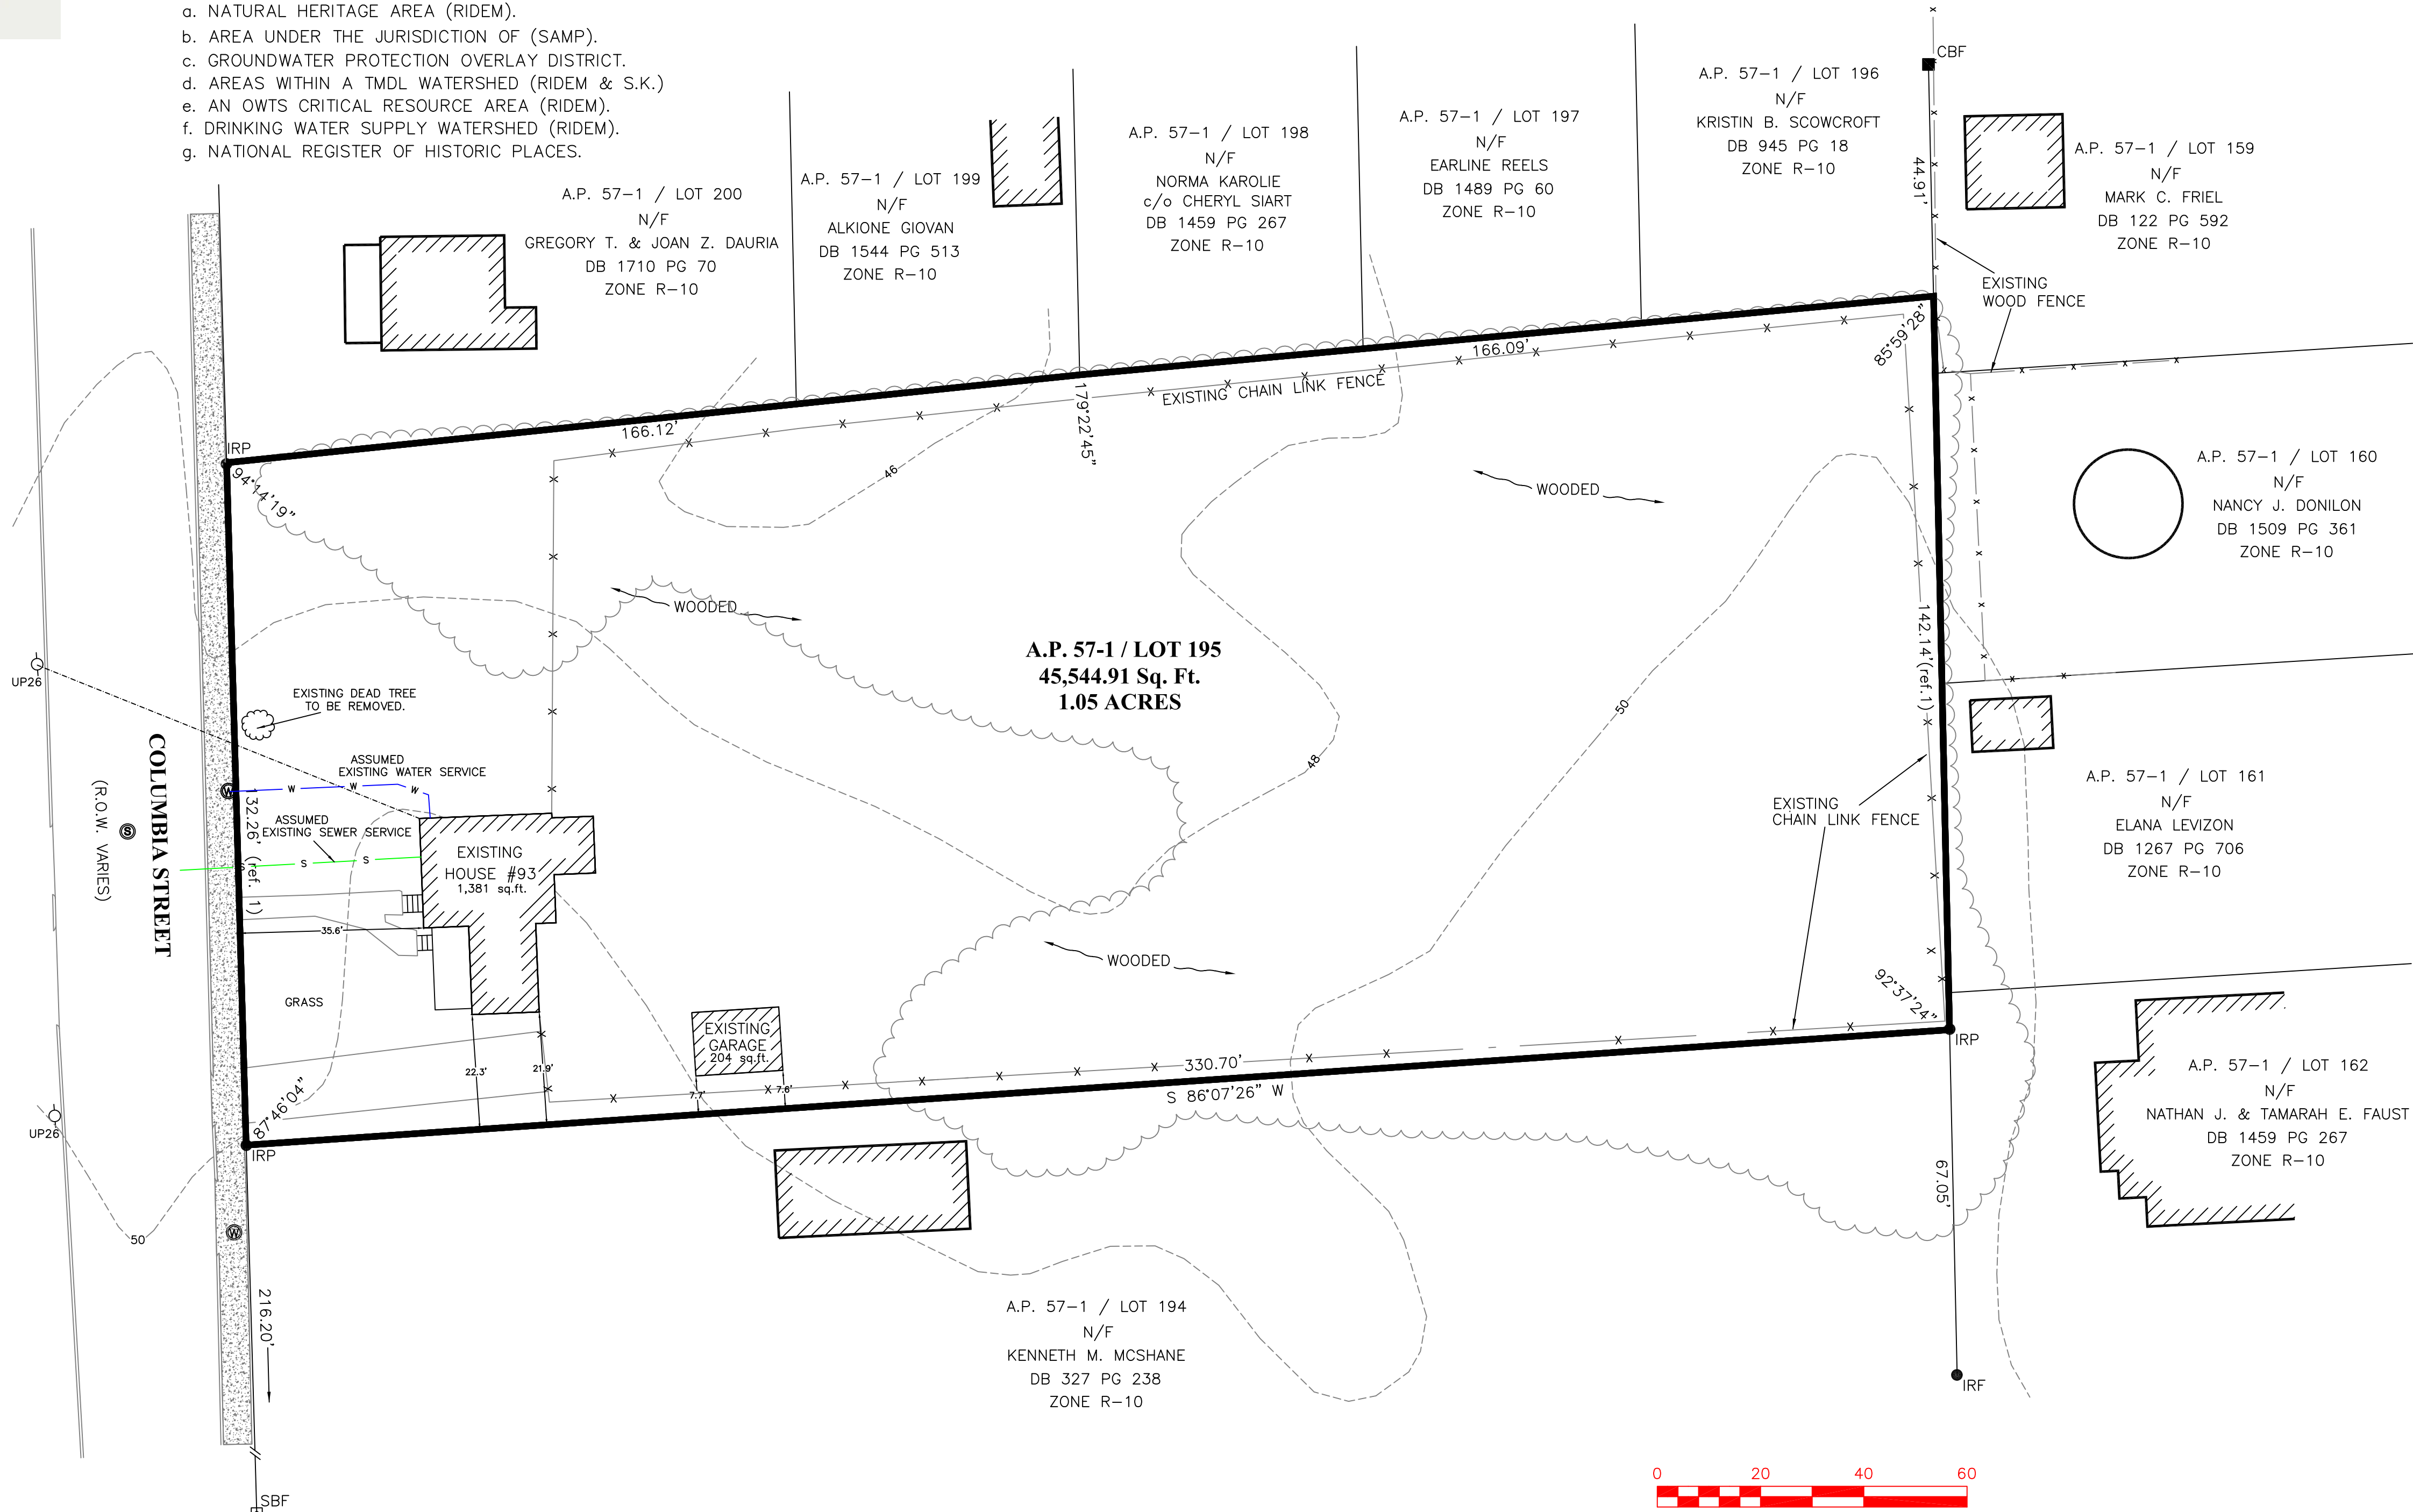 a. NATURAL HERITAGE AREA (RIDEM).
b. AREA UNDER THE JURISDICTION OF (SAMP).
c. GROUNDWATER PROTECTION OVERLAY DISTRICT.
d. AREAS WITHIN A TMDL WATERSHED (RIDEM & S.K.)
e. AN OWTS CRITICAL RESOURCE AREA (RIDEM).
f. DRINKING WATER SUPPLY WATERSHED (RIDEM).
g. NATIONAL REGISTER OF HISTORIC PLACES.
A.P. 57-1 / LOT 200
N/F
GREGORY T. & JOAN Z. DAURIA
DB 1710 PG 70
ZONE R-10
A.P. 57-1 / LOT 199
N/F
ALKIONE GIOVAN
DB 1544 PG 513
ZONE R-10
A.P. 57-1 / LOT 198
N/F
NORMA KAROLIE
c/o CHERYL SIART
DB 1459 PG 267
ZONE R-10
A.P. 57-1 / LOT 197
N/F
EARLINE REELS
DB 1489 PG 60
ZONE R-10
A.P. 57-1 / LOT 196
N/F
KRISTIN B. SCOWCROFT
DB 945 PG 18
ZONE R-10
CBF
44.91'
A.P. 57-1 / LOT 159
N/F
MARK C. FRIEL
DB 122 PG 592
ZONE R-10
EXISTING
WOOD FENCE
IRP
94°14'19"
166.12'
179°22'45"
EXISTING CHAIN LINK FENCE
166.09'
85°59'28"
46
WOODED
WOODED
A.P. 57-1 / LOT 160
N/F
NANCY J. DONILON
DB 1509 PG 361
ZONE R-10
UP26
EXISTING DEAD TREE
TO BE REMOVED.
A.P. 57-1 / LOT 195
45,544.91 Sq. Ft.
1.05 ACRES
50
48
142.14'(ref.1)
COLUMBIA STREET
(R.O.W. VARIES)
S
W
ASSUMED
EXISTING WATER SERVICE
W W W
132.26' (ref. 1)
ASSUMED
EXISTING SEWER SERVICE
S S S
EXISTING
HOUSE #93
1,381 sq.ft.
35.6'
GRASS
EXISTING
CHAIN LINK FENCE
A.P. 57-1 / LOT 161
N/F
ELANA LEVIZON
DB 1267 PG 706
ZONE R-10
WOODED
92°37'24"
IRP
EXISTING
GARAGE
204 sq.ft.
22.3'
21.9'
7.7'
7.6'
330.70'
S 86°07'26" W
87°46'04"
IRP
UP26
A.P. 57-1 / LOT 162
N/F
NATHAN J. & TAMARAH E. FAUST
DB 1459 PG 267
ZONE R-10
67.05'
50
W
216.20'
A.P. 57-1 / LOT 194
N/F
KENNETH M. MCSHANE
DB 327 PG 238
ZONE R-10
IRF
SBF
0 20 40 60